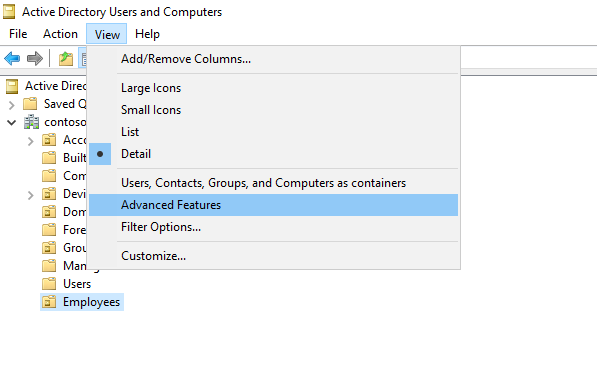 Active Directory Users and Computers
File Action View Help
Add/Remove Columns...
Large Icons
Small Icons
List
Detail
Users, Contacts, Groups, and Computers as containers
Advanced Features
Filter Options...
Customize...
Active Direc
Saved Q
contoso
Acco
Built
Com
Devi
Dom
Fore
Grou
Manag
Users
Employees